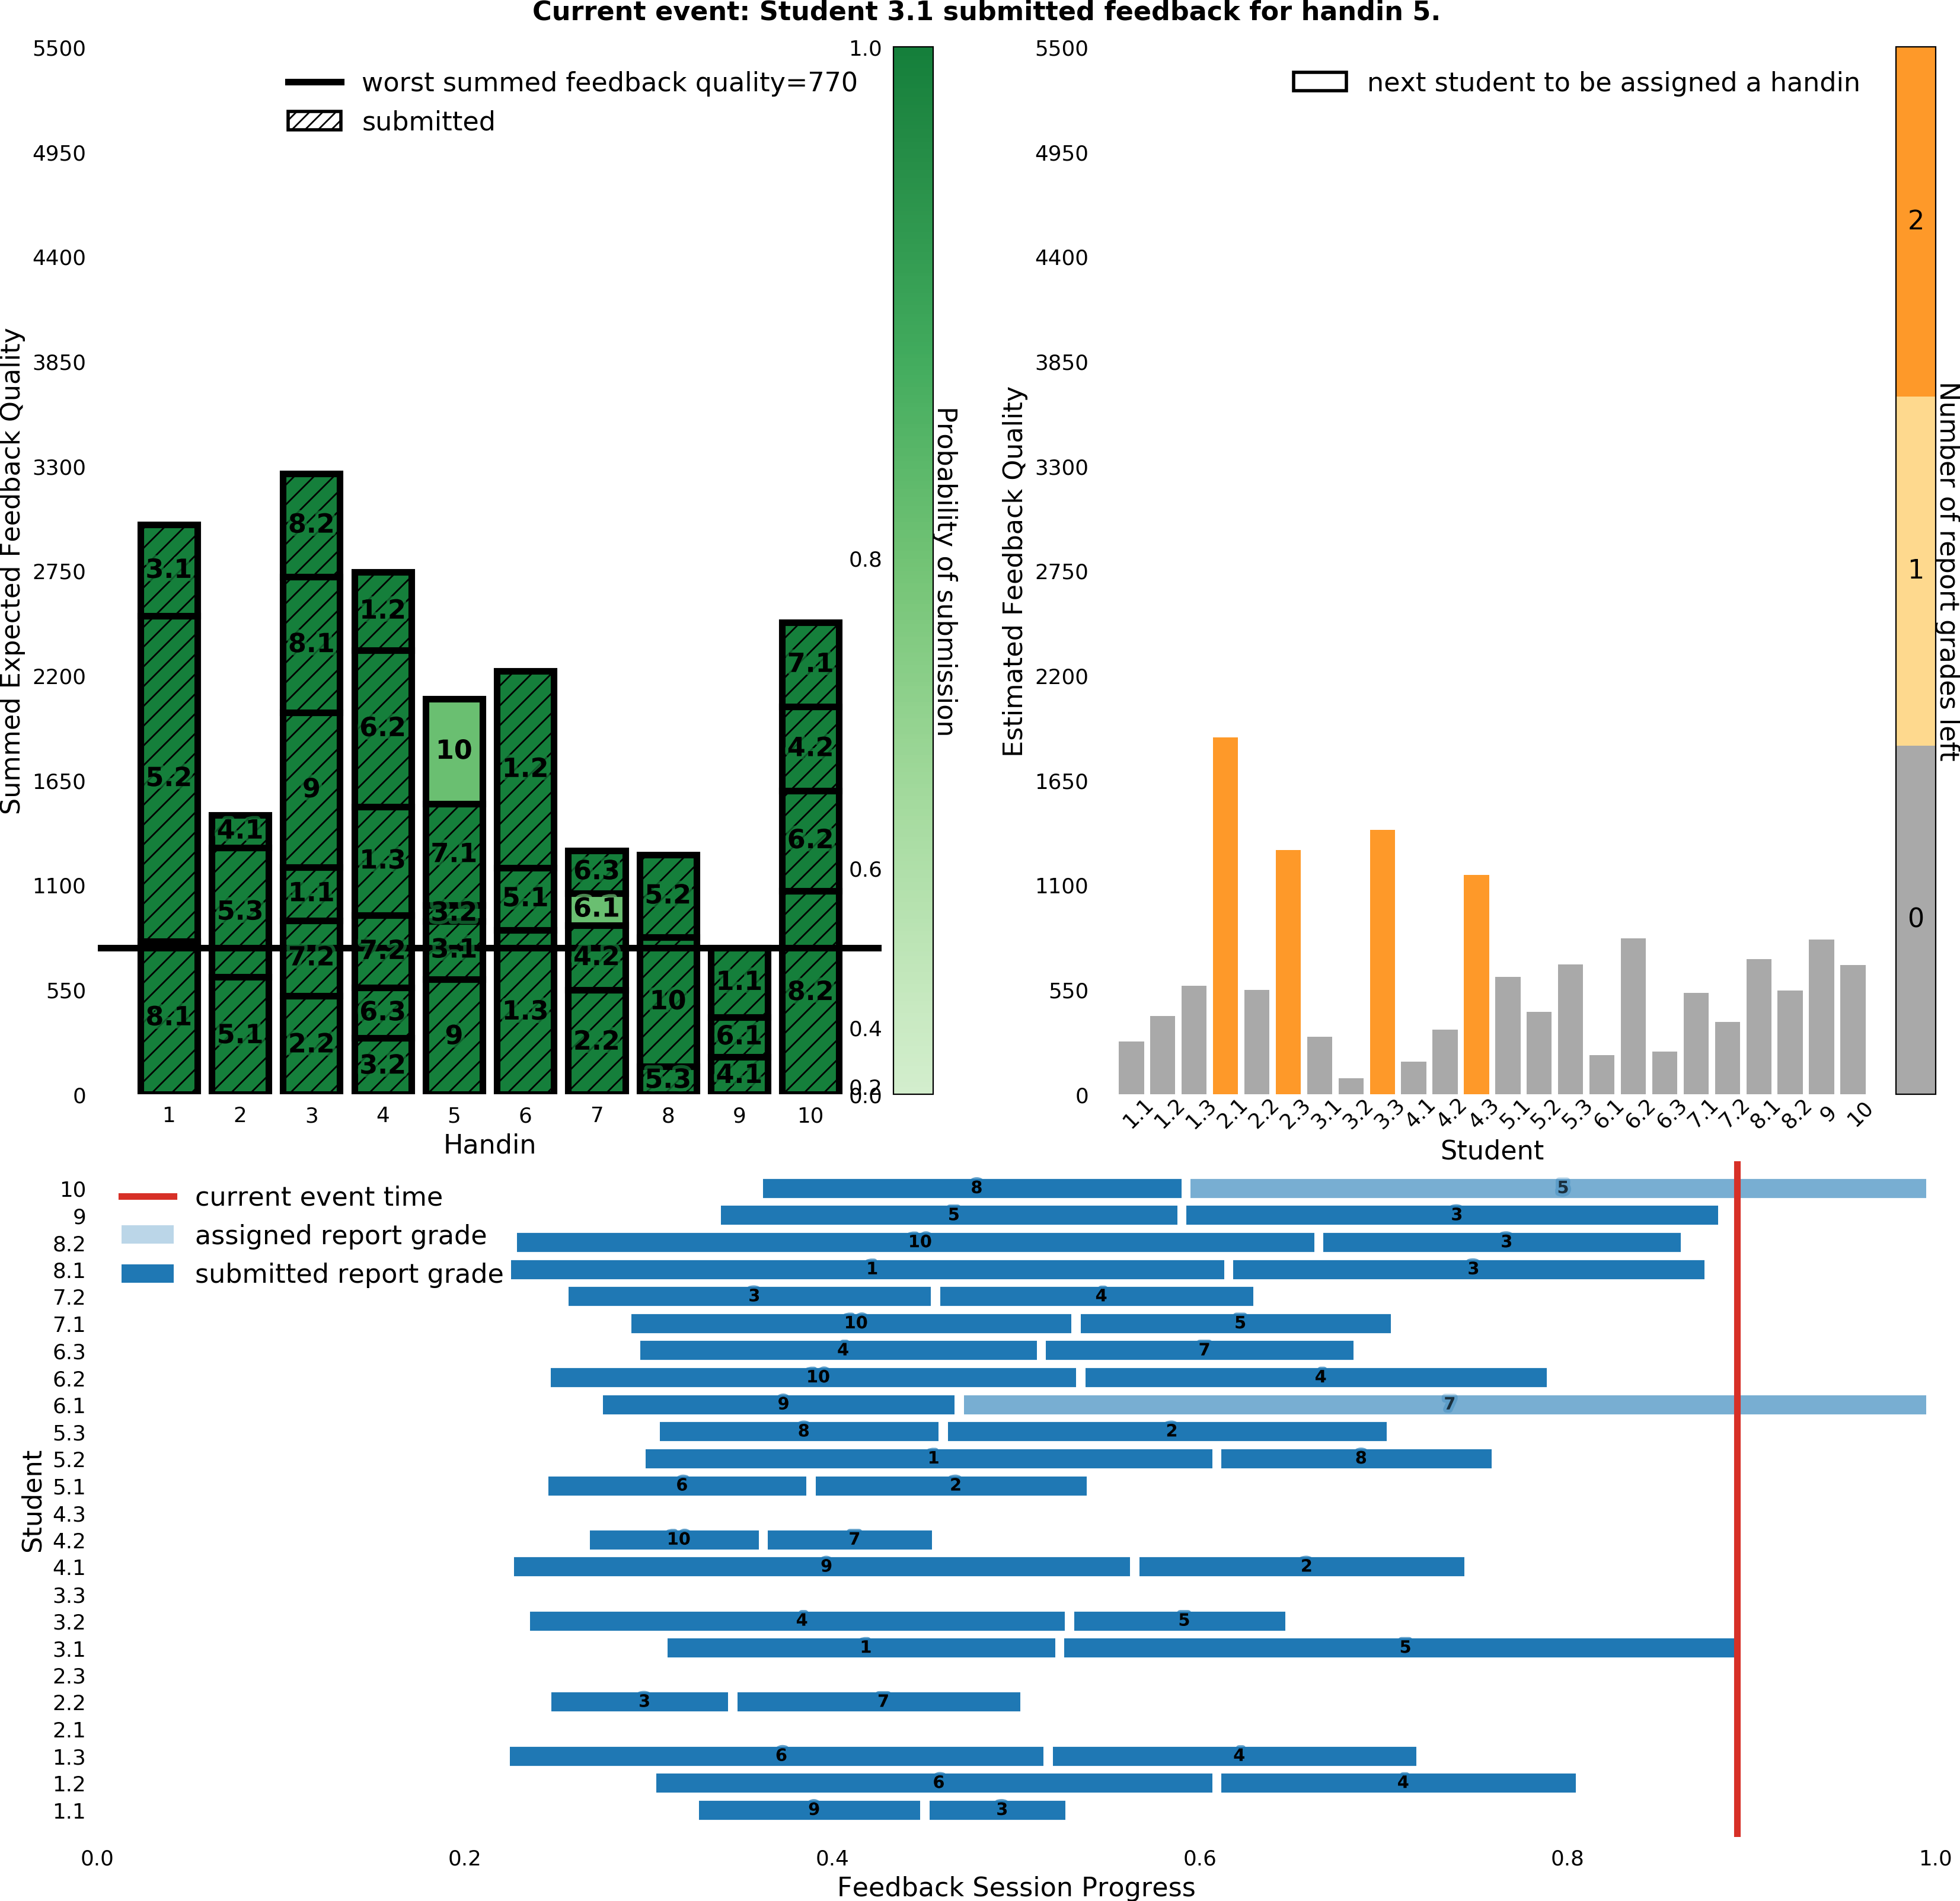 Current event: Student 3.1 submitted feedback for handin 5.
5500
4950
4400
3850
3300
2750
2200
1650
1100
550
0
Summed Expected Feedback Quality
worst summed feedback quality=770
submitted
3.1
5.2
8.1
4.1
5.3
5.1
8.2
8.1
9
1.1
7.2
2.2
1.2
6.2
1.3
7.2
6.3
3.2
10
7.1
3.2
3.1
9
1.2
5.1
1.3
6.3
6.1
4.2
2.2
5.2
10
5.3
1.1
6.1
4.1
7.1
4.2
6.2
8.2
1 2 3 4 5 6 7 8 9 10
Handin
1.0
0.8
0.6
0.4
0.2
0.0
Probability of submission
5500
4950
4400
3850
3300
2750
2200
1650
1100
550
0
Estimated Feedback Quality
next student to be assigned a handin
1.1 1.2 1.3 2.1 2.2 2.3 3.1 3.2 3.3 4.1 4.2 4.3 5.1 5.2 5.3 6.1 6.2 6.3 7.1 7.2 8.1 8.2 9 10
Student
2
1
0
Number of report grades left
current event time
assigned report grade
submitted report grade
Student
10 8 5
9 5 3
8.2 10 3
8.1 1 3
7.2 3 4
7.1 10 5
6.3 4 7
6.2 10 4
6.1 9 7
5.3 8 2
5.2 1 8
5.1 6 2
4.3
4.2 10 7
4.1 9 2
3.3
3.2 4 5
3.1 1 5
2.3
2.2 3 7
2.1
1.3 6 4
1.2 6 4
1.1 9 3
0.0 0.2 0.4 0.6 0.8 1.0
Feedback Session Progress